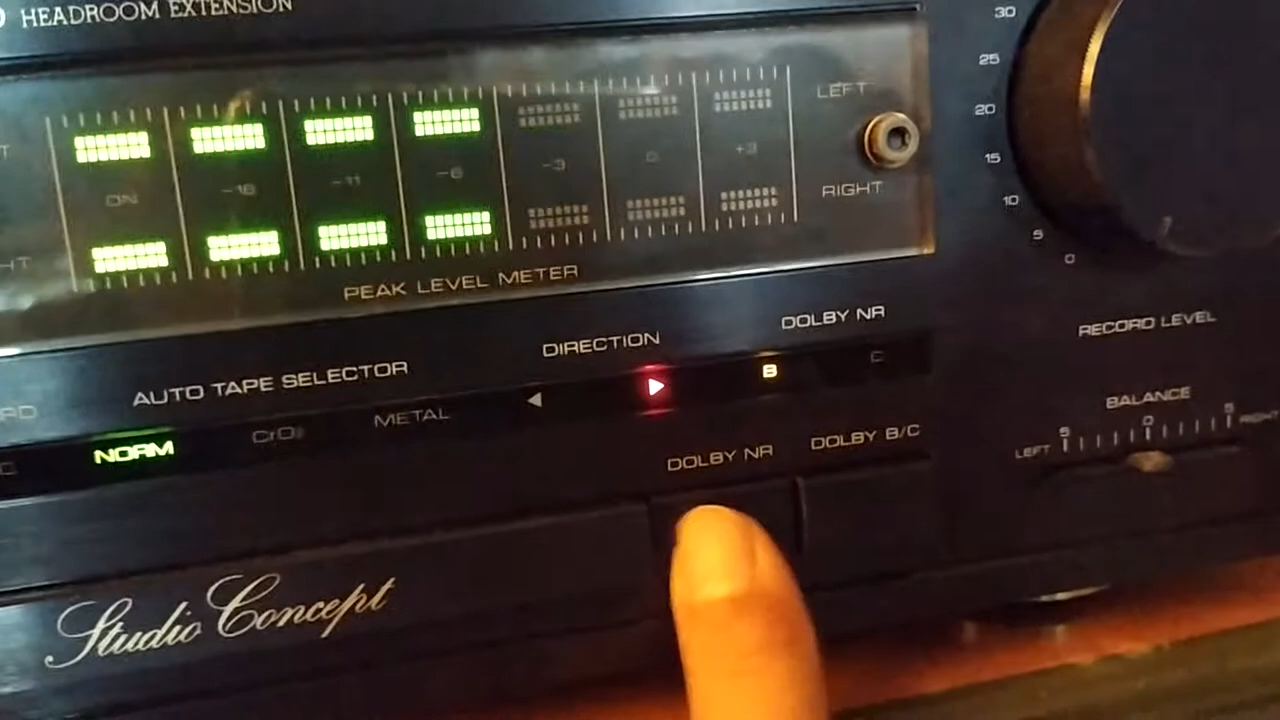 HEADROOM EXTENSION
LEFT
ON -16 -11 -6 -3 0 +3
RIGHT
PEAK LEVEL METER
30
25
20
15
10
5
0
RECORD LEVEL
AUTO TAPE SELECTOR
NORM CrO2 METAL
DIRECTION
DOLBY NR
B C
DOLBY NR
DOLBY B/C
BALANCE
5 0 5
LEFT RIGHT
Studio Concept